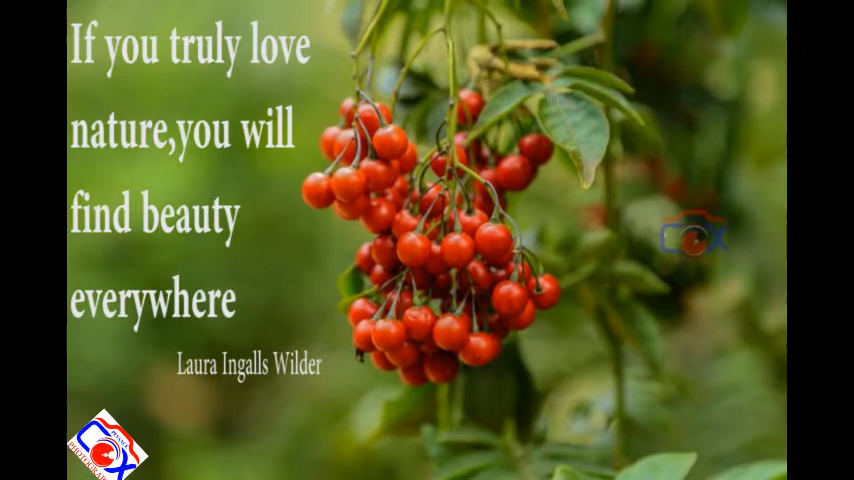 If you truly love
nature,you will
find beauty
everywhere
Laura Ingalls Wilder